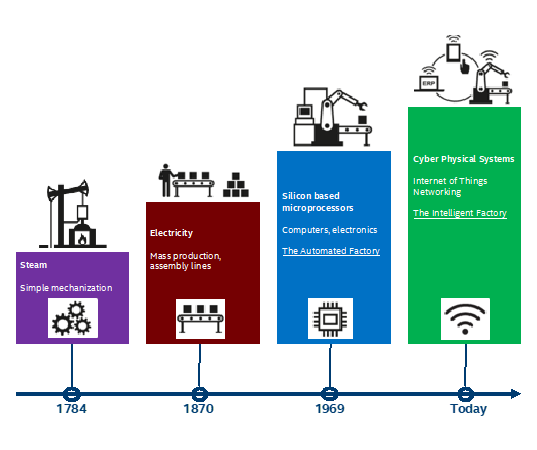 ERP
Steam
Simple mechanization
Electricity
Mass production,
assembly lines
Silicon based
microprocessors
Computers, electronics
The Automated Factory
Cyber Physical Systems
Internet of Things
Networking
The Intelligent Factory
1784
1870
1969
Today